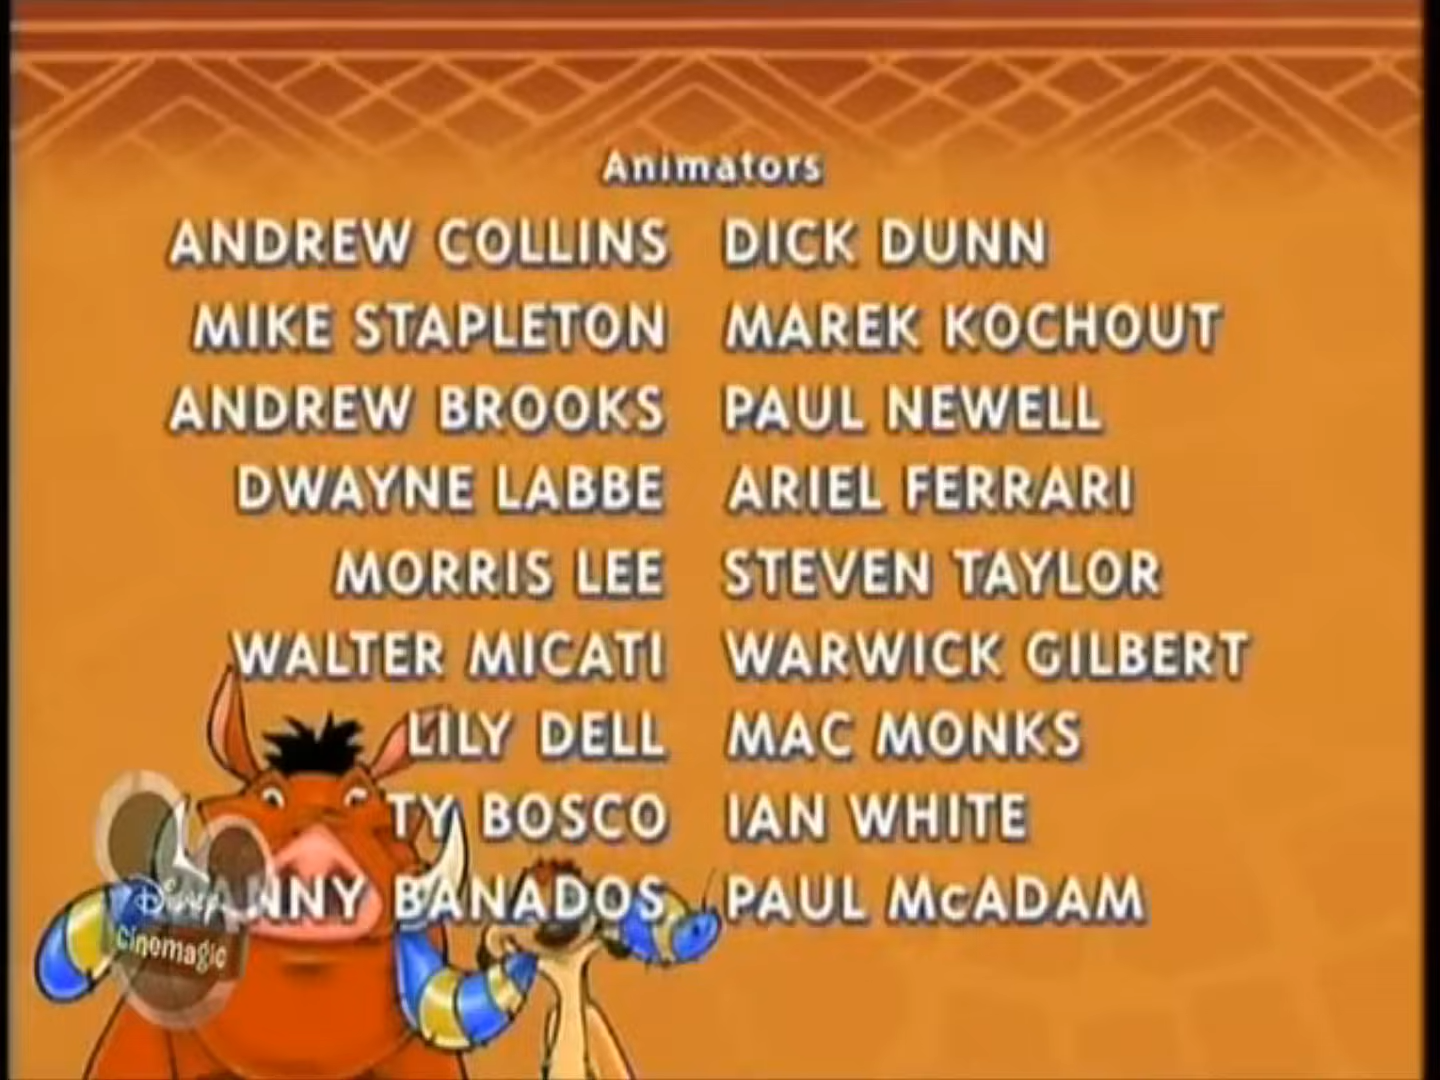 Animators
ANDREW COLLINS DICK DUNN
MIKE STAPLETON MAREK KOCHOUT
ANDREW BROOKS PAUL NEWELL
DWAYNE LABBE ARIEL FERRARI
MORRIS LEE STEVEN TAYLOR
WALTER MICATI WARWICK GILBERT
LILY DELL MAC MONKS
BOSCO IAN WHITE
BANADOS PAUL McADAM
Disney
cinemagic